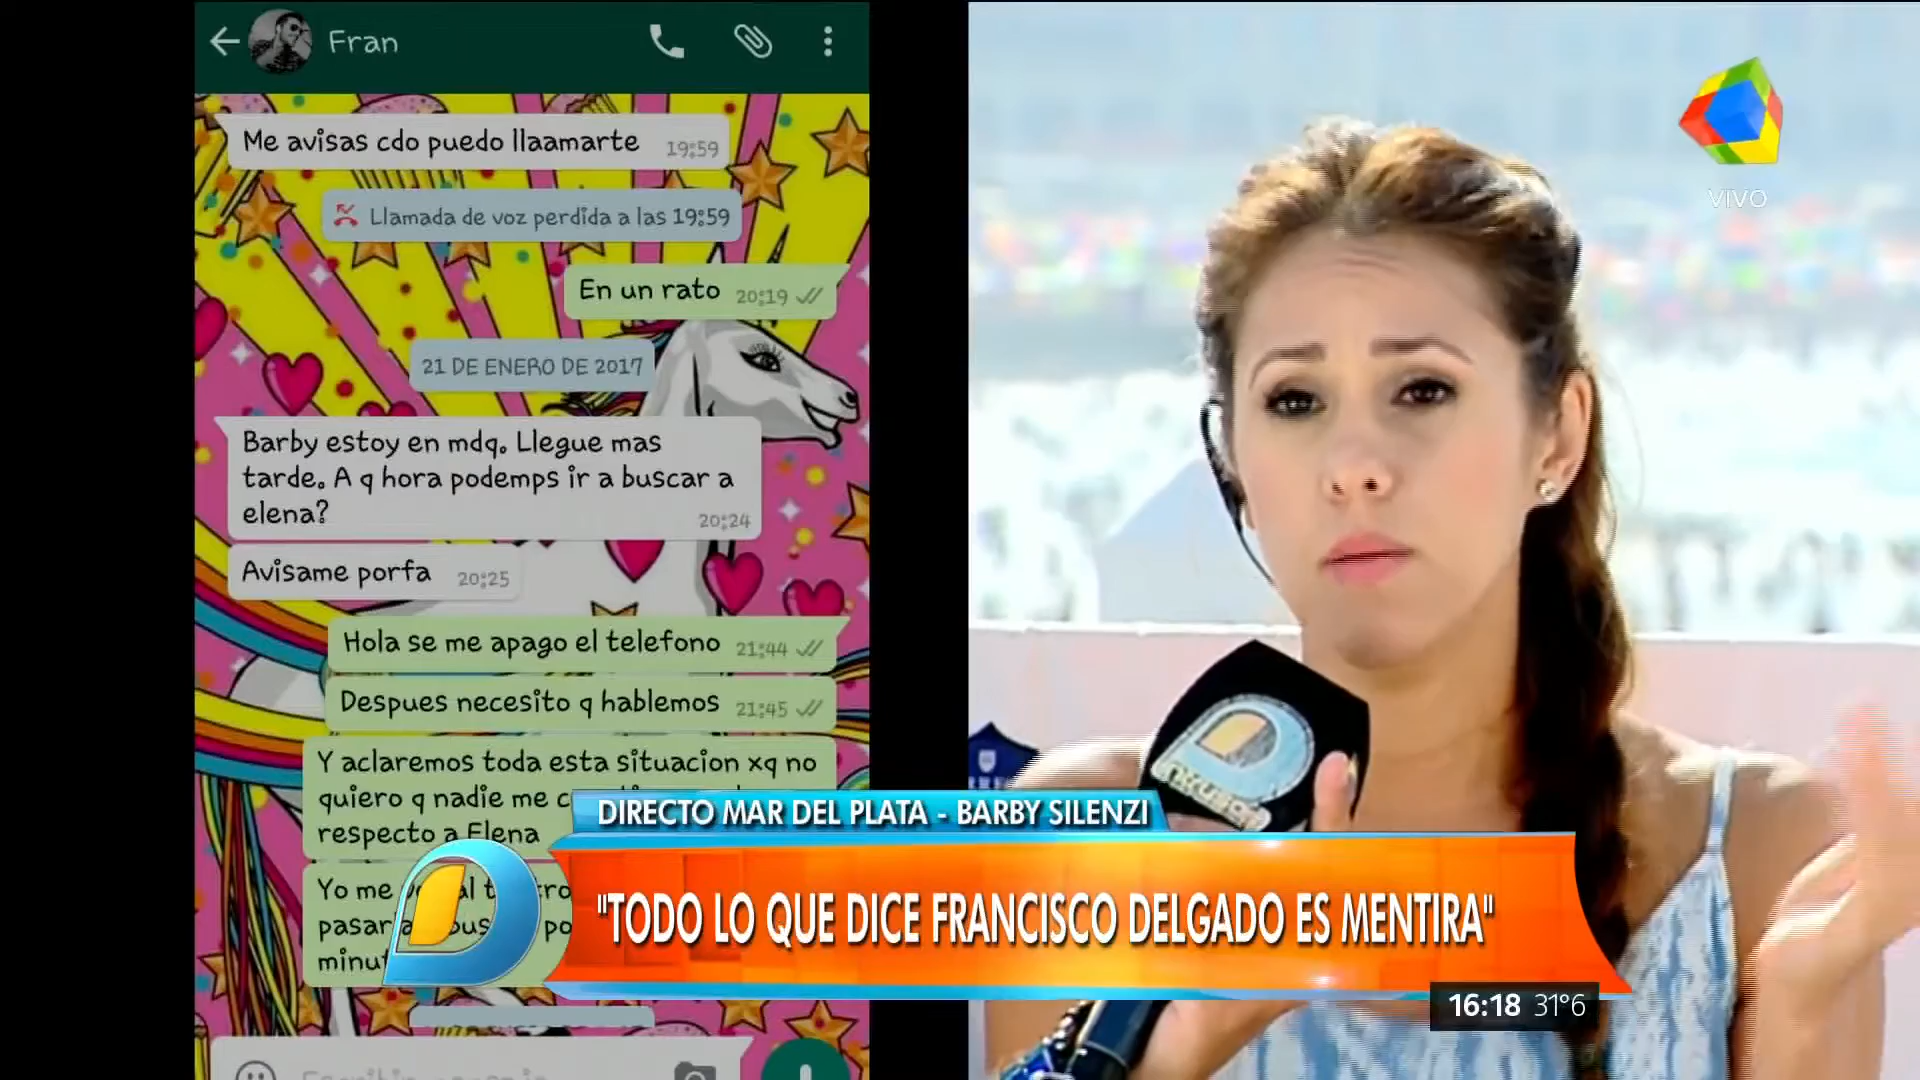 Fran
Me avisas cdo puedo llaamarte 19:59
Llamada de voz perdida a las 19:59
En un rato 20:19
21 DE ENERO DE 2017
Barby estoy en mdq. Llegue mas
tarde. A q hora podemps ir a buscar a
elena? 20:24
Avisame porfa 20:25
Hola se me apago el telefono 21:44
Despues necesito q hablemos 21:45
Y aclaremos toda esta situacion xq no
quiero q nadie me
respecto a Elena
Yo me al
VIVO
DIRECTO MAR DEL PLATA - BARBY SILENZI
"TODO LO QUE DICE FRANCISCO DELGADO ES MENTIRA"
16:18 31°6